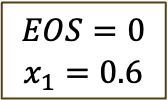 EOS = 0
x₁ = 0.6